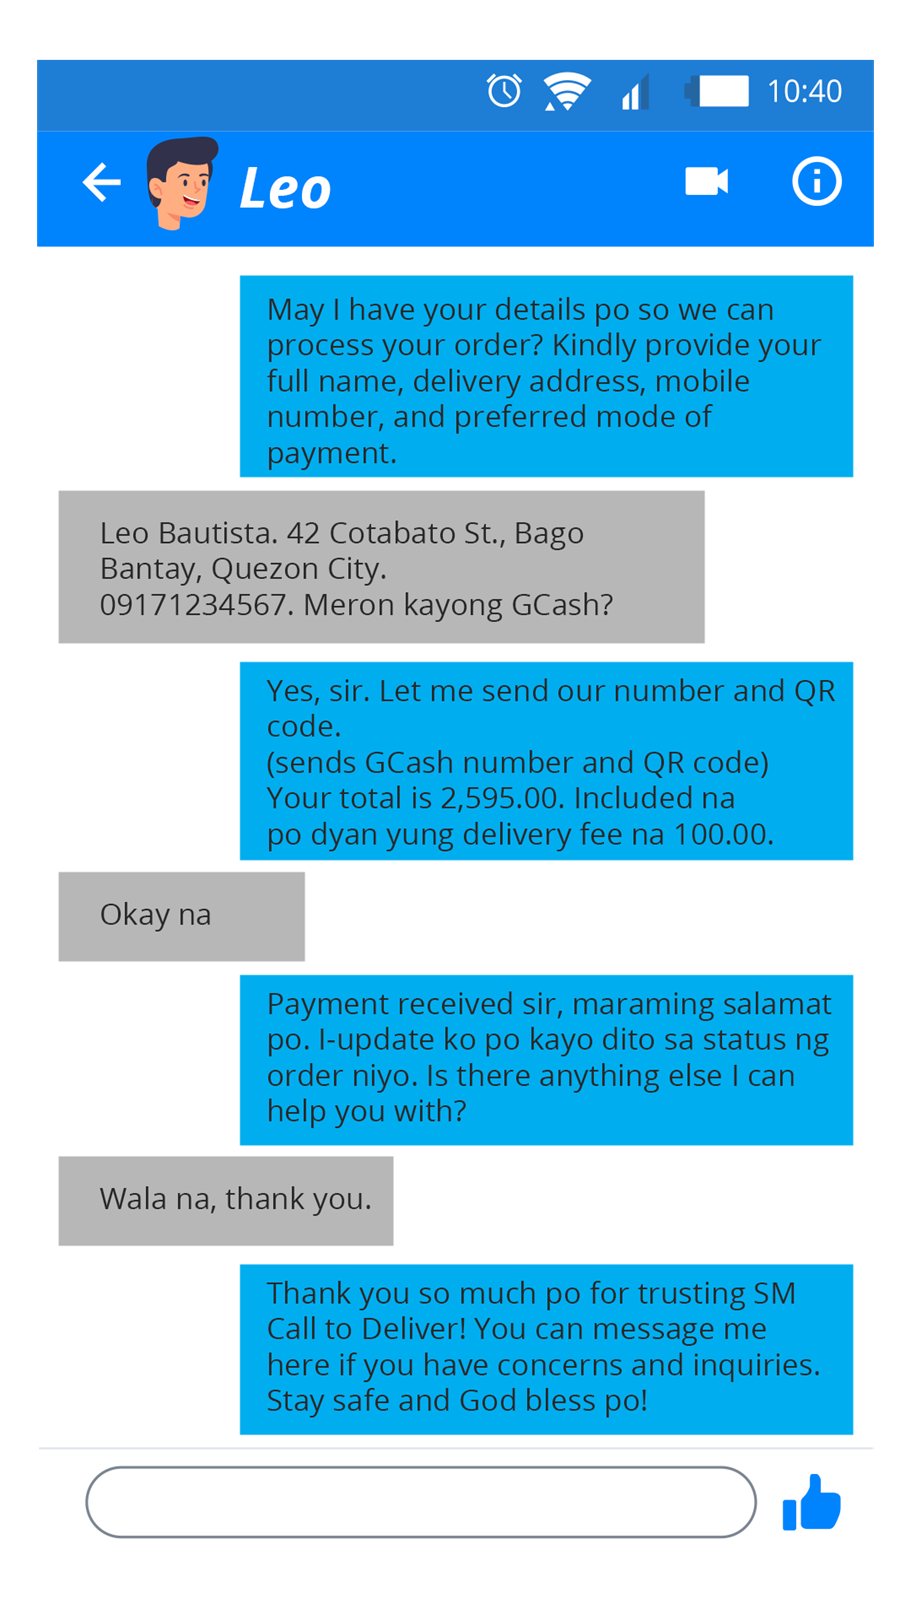 10:40
Leo
May I have your details po so we can
process your order? Kindly provide your
full name, delivery address, mobile
number, and preferred mode of
payment.
Leo Bautista. 42 Cotabato St., Bago
Bantay, Quezon City.
09171234567. Meron kayong GCash?
Yes, sir. Let me send our number and QR
code.
(sends GCash number and QR code)
Your total is 2,595.00. Included na
po dyan yung delivery fee na 100.00.
Okay na
Payment received sir, maraming salamat
po. I-update ko po kayo dito sa status ng
order niyo. Is there anything else I can
help you with?
Wala na, thank you.
Thank you so much po for trusting SM
Call to Deliver! You can message me
here if you have concerns and inquiries.
Stay safe and God bless po!